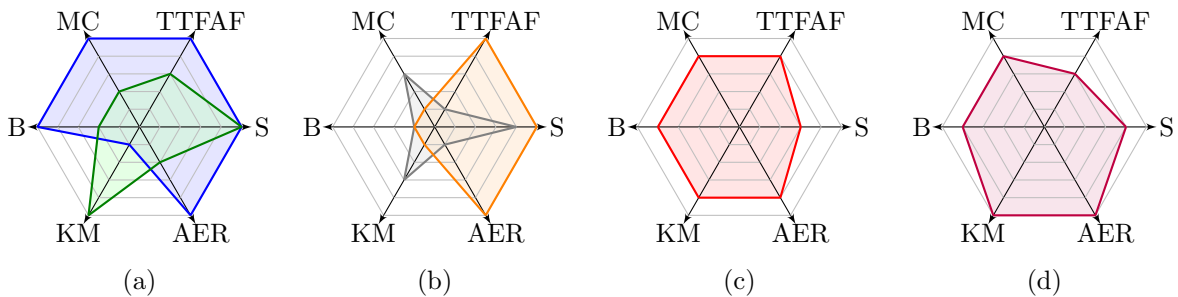 MC TTFAF
B S
KM AER
(a)
MC TTFAF
B S
KM AER
(b)
MC TTFAF
B S
KM AER
(c)
MC TTFAF
B S
KM AER
(d)